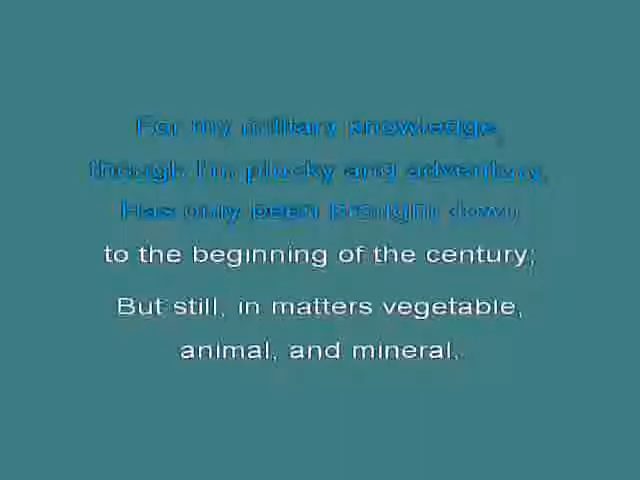 For my military knowledge,
though I'm plucky and adventury,
Has only been brought down
to the beginning of the century;
But still, in matters vegetable,
animal, and mineral,